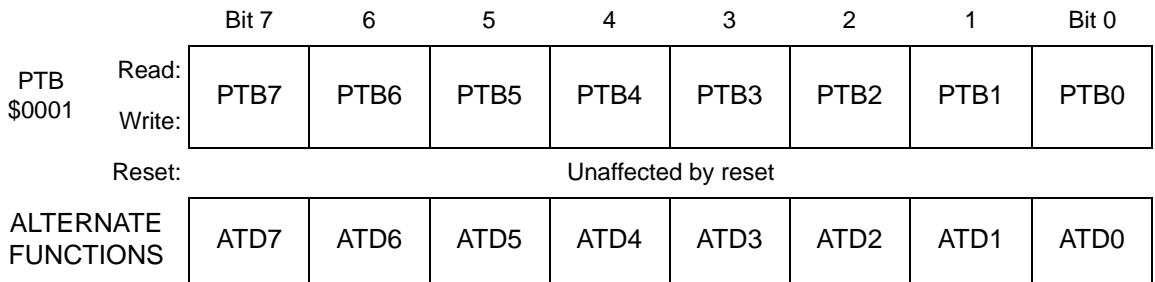 Bit 7 6 5 4 3 2 1 Bit 0
PTB $0001 Read: Write: PTB7 PTB6 PTB5 PTB4 PTB3 PTB2 PTB1 PTB0
Reset: Unaffected by reset
ALTERNATE FUNCTIONS ATD7 ATD6 ATD5 ATD4 ATD3 ATD2 ATD1 ATD0